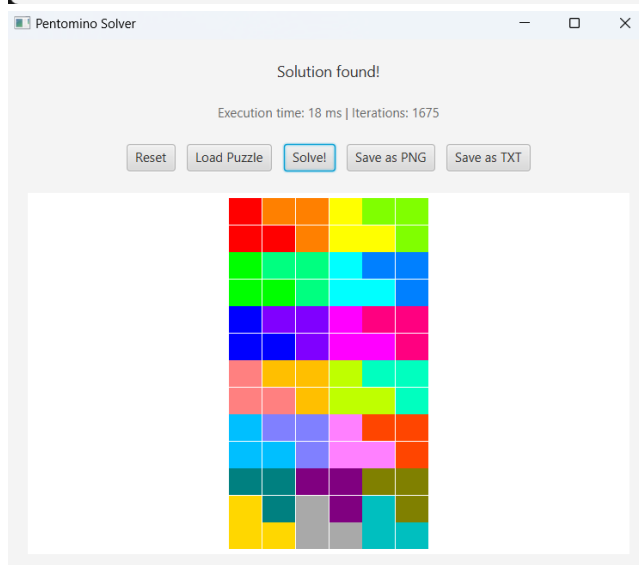 Pentomino Solver
Solution found!
Execution time: 18 ms | Iterations: 1675
Reset Load Puzzle Solve! Save as PNG Save as TXT